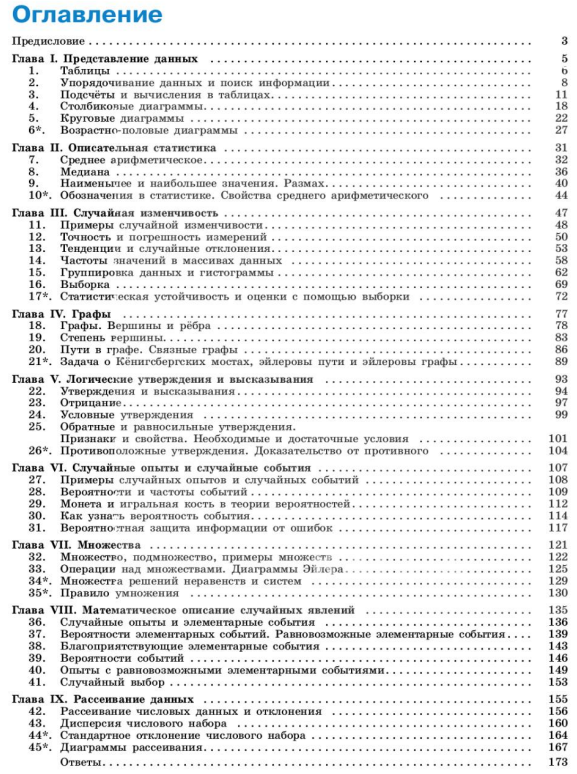 Оглавление
Предисловие 3
Глава I. Представление данных 5
1. Таблицы 6
2. Упорядочивание данных и поиск информации 8
3. Подсчёты и вычисления в таблицах 11
4. Столбиковые диаграммы 18
5. Круговые диаграммы 22
6*. Возрастно-половые диаграммы 27
Глава II. Описательная статистика 31
7. Среднее арифметическое 32
8. Медиана 36
9. Наименьшее и наибольшее значения. Размах 40
10*. Обозначения в статистике. Свойства среднего арифметического 44
Глава III. Случайная изменчивость 47
11. Примеры случайной изменчивости 48
12. Точность и погрешность измерений 50
13. Тенденции и случайные отклонения 53
14. Частоты значений в массивах данных 58
15. Группировка данных и гистограммы 62
16. Выборка 69
17*. Статистическая устойчивость и оценки с помощью выборки 72
Глава IV. Графы 77
18. Графы. Вершины и рёбра 78
19. Степень вершины 83
20. Пути в графе. Связные графы 86
21*. Задача о Кёнигсбергских мостах, эйлеровы пути и эйлеровы графы 89
Глава V. Логические утверждения и высказывания 93
22. Утверждения и высказывания 94
23. Отрицание 97
24. Условные утверждения 99
25. Обратные и равносильные утверждения.
Признаки и свойства. Необходимые и достаточные условия 101
26*. Противоположные утверждения. Доказательство от противного 104
Глава VI. Случайные опыты и случайные события 107
27. Примеры случайных опытов и случайных событий 108
28. Вероятности и частоты событий 109
29. Монета и игральная кость в теории вероятностей 112
30. Как узнать вероятность события 114
31. Вероятностная защита информации от ошибок 117
Глава VII. Множества 121
32. Множество, подмножество, примеры множеств 122
33. Операции над множествами. Диаграммы Эйлера 125
34*. Множества решений неравенств и систем 129
35*. Правило умножения 130
Глава VIII. Математическое описание случайных явлений 135
36. Случайные опыты и элементарные события 136
37. Вероятности элементарных событий. Равновозможные элементарные события 139
38. Благоприятствующие элементарные события 143
39. Вероятности событий 146
40. Опыты с равновозможными элементарными событиями 149
41. Случайный выбор 153
Глава IX. Рассеивание данных 155
42. Рассеивание числовых данных и отклонения 156
43. Дисперсия числового набора 160
44*. Стандартное отклонение числового набора 164
45*. Диаграммы рассеивания 167
Ответы 173